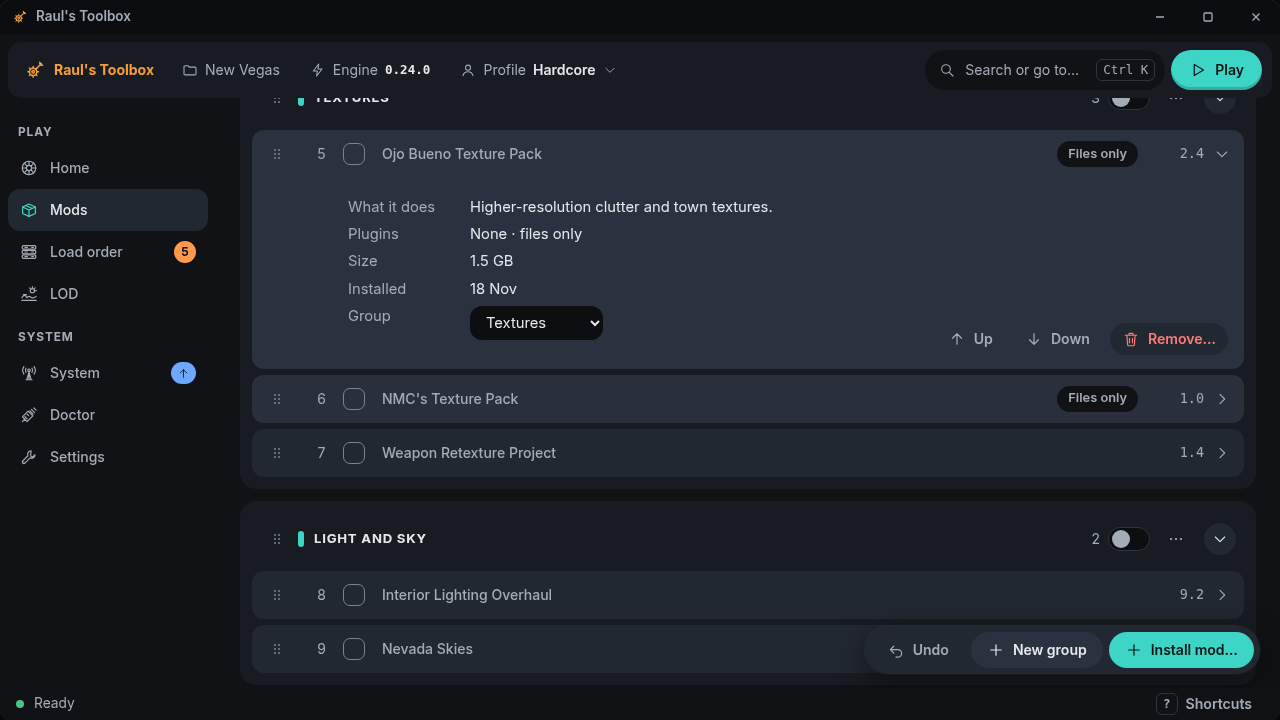 Raul's Toolbox
Raul's Toolbox New Vegas Engine 0.24.0 Profile Hardcore Search or go to... Ctrl K Play
TEXTURES 3 ...
PLAY
Home
Mods
Load order 5
LOD
SYSTEM
System
Doctor
Settings
5 Ojo Bueno Texture Pack Files only 2.4
What it does Higher-resolution clutter and town textures.
Plugins None · files only
Size 1.5 GB
Installed 18 Nov
Group Textures
Up Down Remove...
6 NMC's Texture Pack Files only 1.0
7 Weapon Retexture Project 1.4
LIGHT AND SKY 2 ...
8 Interior Lighting Overhaul 9.2
9 Nevada Skies
Undo New group Install mod...
Ready ? Shortcuts